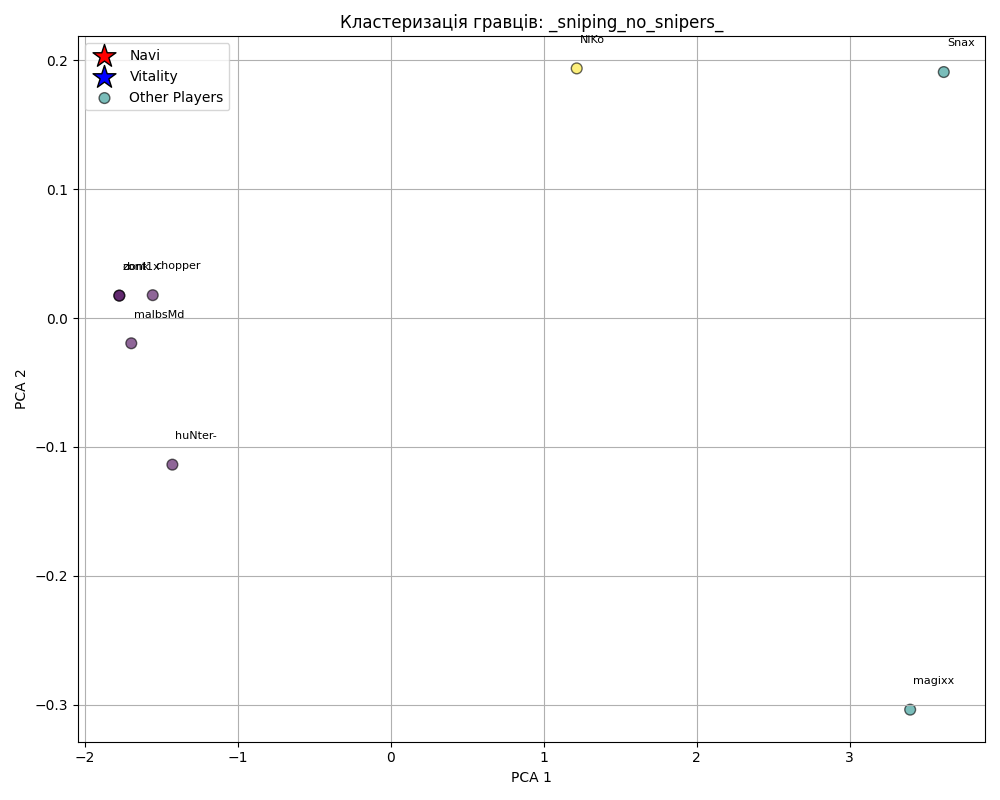 Кластеризація гравців: _sniping_no_snipers_
Navi
Vitality
Other Players
NiKo
Snax
chopper
malbsMd
huNter-
magixx
0.2
0.1
0.0
−0.1
−0.2
−0.3
PCA 2
−2
−1
0
1
2
3
PCA 1